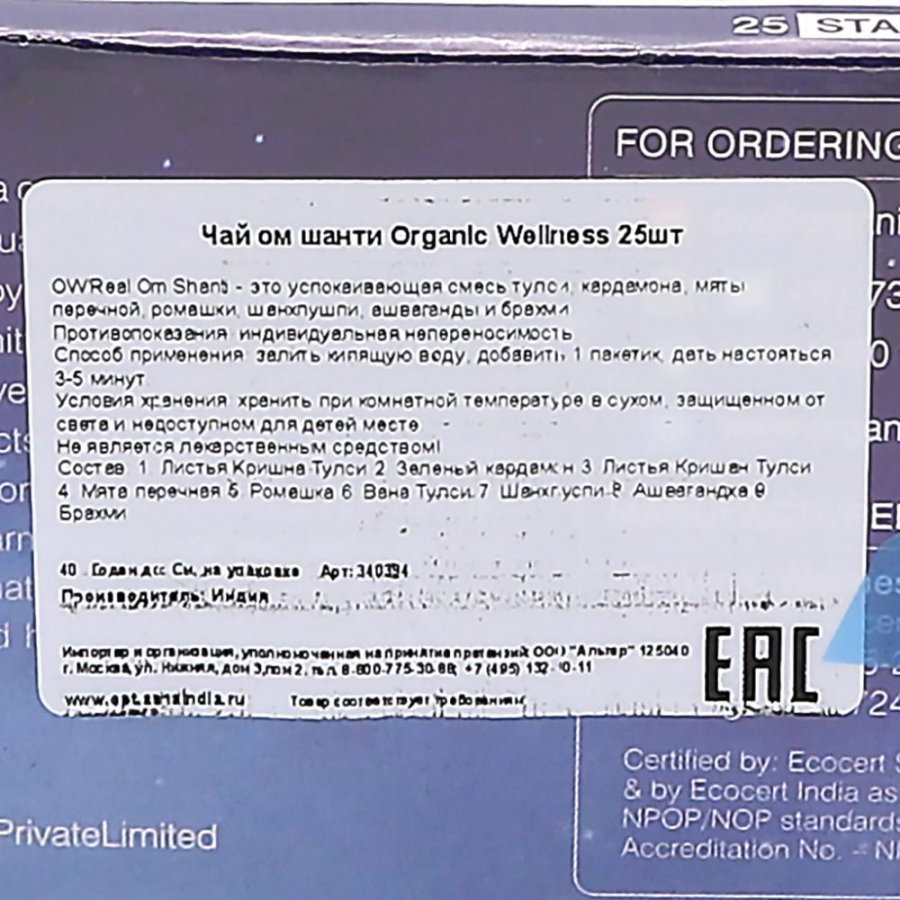 25 STA
FOR ORDERING
Чай ом шанти Organic Wellness 25шт
OWReal Om Shanti - это успокаивающая смесь тулси, кардамона, мяты
перечной, ромашки, шанкпушпи, ашваганды и брахми
Противопоказания индивидуальная непереносимость
Способ применения залить кипящую воду, добавить 1 пакетик, дать настояться
3-5 минут
Условия хранения хранить при комнатной температуре в сухом, защищенном от
света и недоступном для детей месте
Не является лекарственным средством!
Состав 1 Листья Кришна Тулси 2 Зеленый кардамон 3 Листья Кришан Тулси
4 Мята перечная 5 Ромашка 6 Вана Тулси 7 8 Ашвагандха 9
Брахми
40 Годен до: См. на упаковке Арт: 340394
Производитель: Индия
Импортер и организация, уполномоченная на принятие претензий: ООО "Альтер" 125040
г. Москва, ул. Нижняя, дом 3, пом 2, тел. 8-800-775-30-88; +7 (495) 132-10-11
EAC
Товар соответствует требованиям
Certified by: Ecocert
& by Ecocert India as
NPOP/NOP standards
Accreditation No. -
PrivateLimited